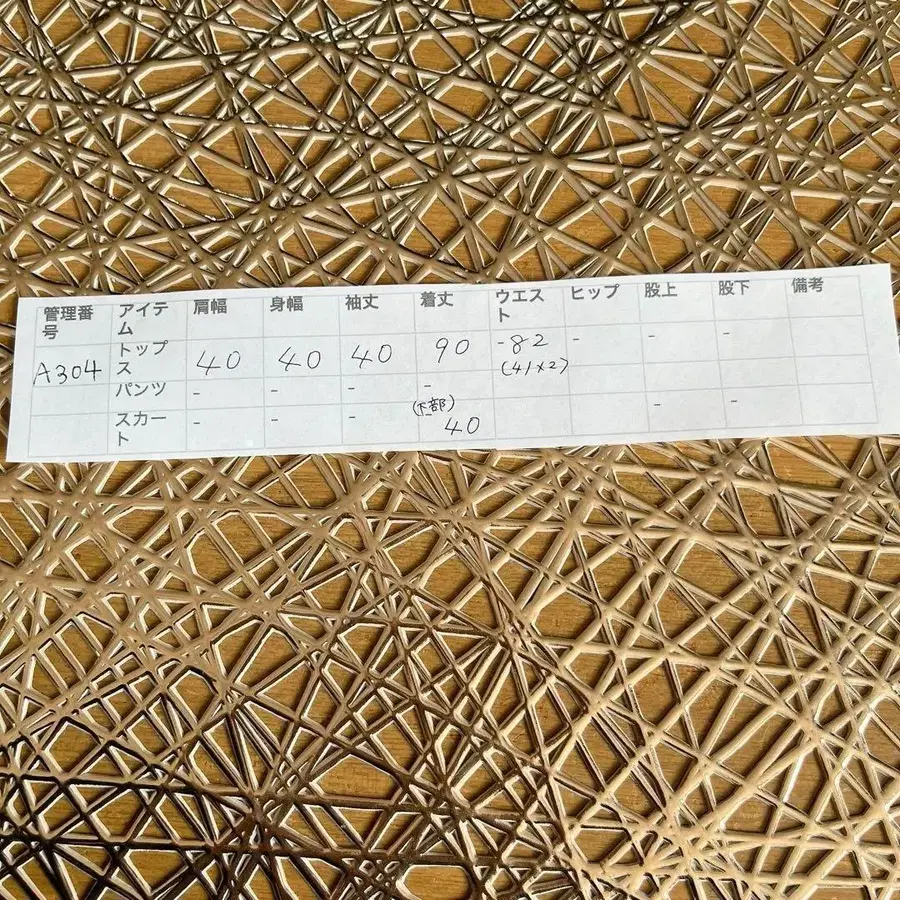 管理番号 アイテム 肩幅 身幅 袖丈 着丈 ウエスト ヒップ 股上 股下 備考
A304 トップス 40 40 40 90 -82 - - -
(41×2)
パンツ - - - -
(下部)
スカート - - - 40 - -